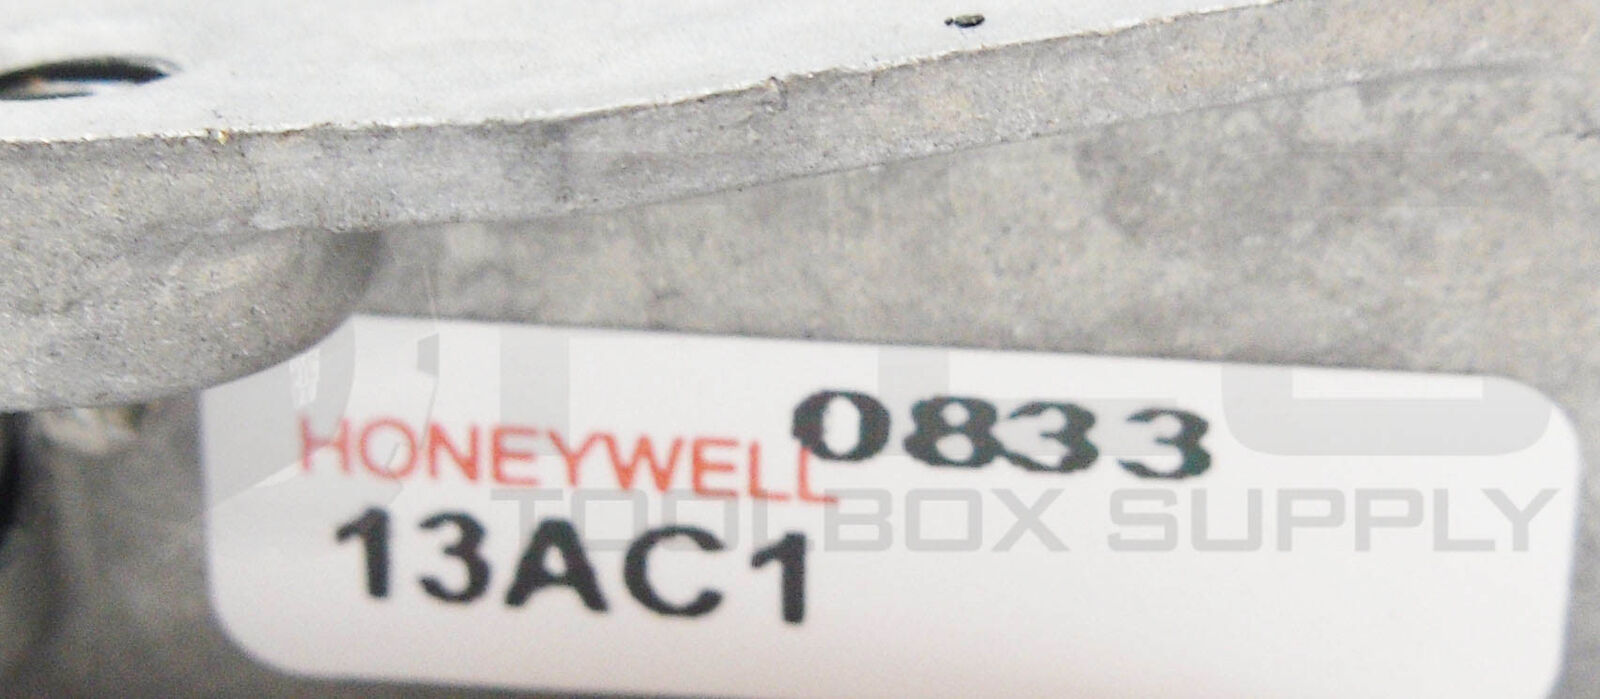 HONEYWELL 0833
13AC1
TOOLBOX SUPPLY